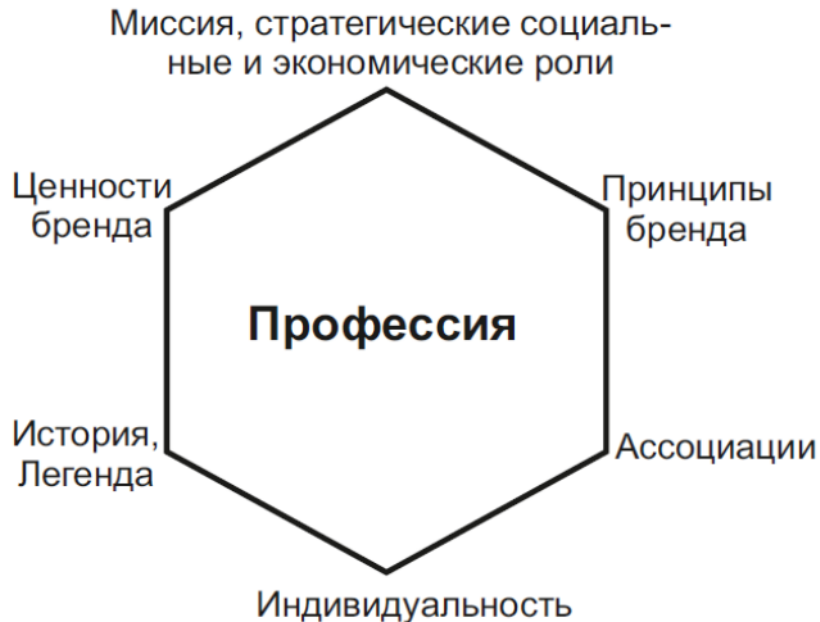 Миссия, стратегические социаль-
ные и экономические роли
Ценности
бренда
Принципы
бренда
Профессия
История,
Легенда
Ассоциации
Индивидуальность